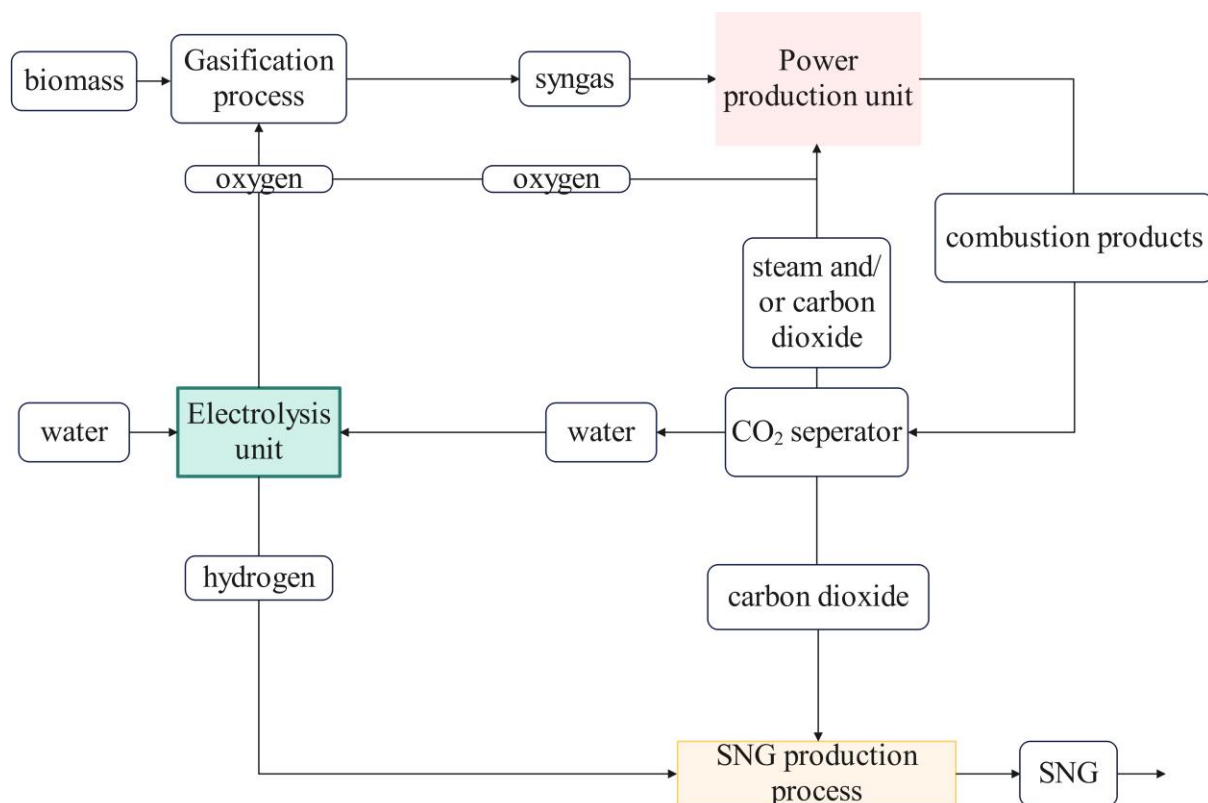 biomass
Gasification
process
syngas
Power
production unit
oxygen
oxygen
combustion products
steam and/
or carbon
dioxide
water
Electrolysis
unit
water
CO₂ seperator
hydrogen
carbon dioxide
SNG production
process
SNG